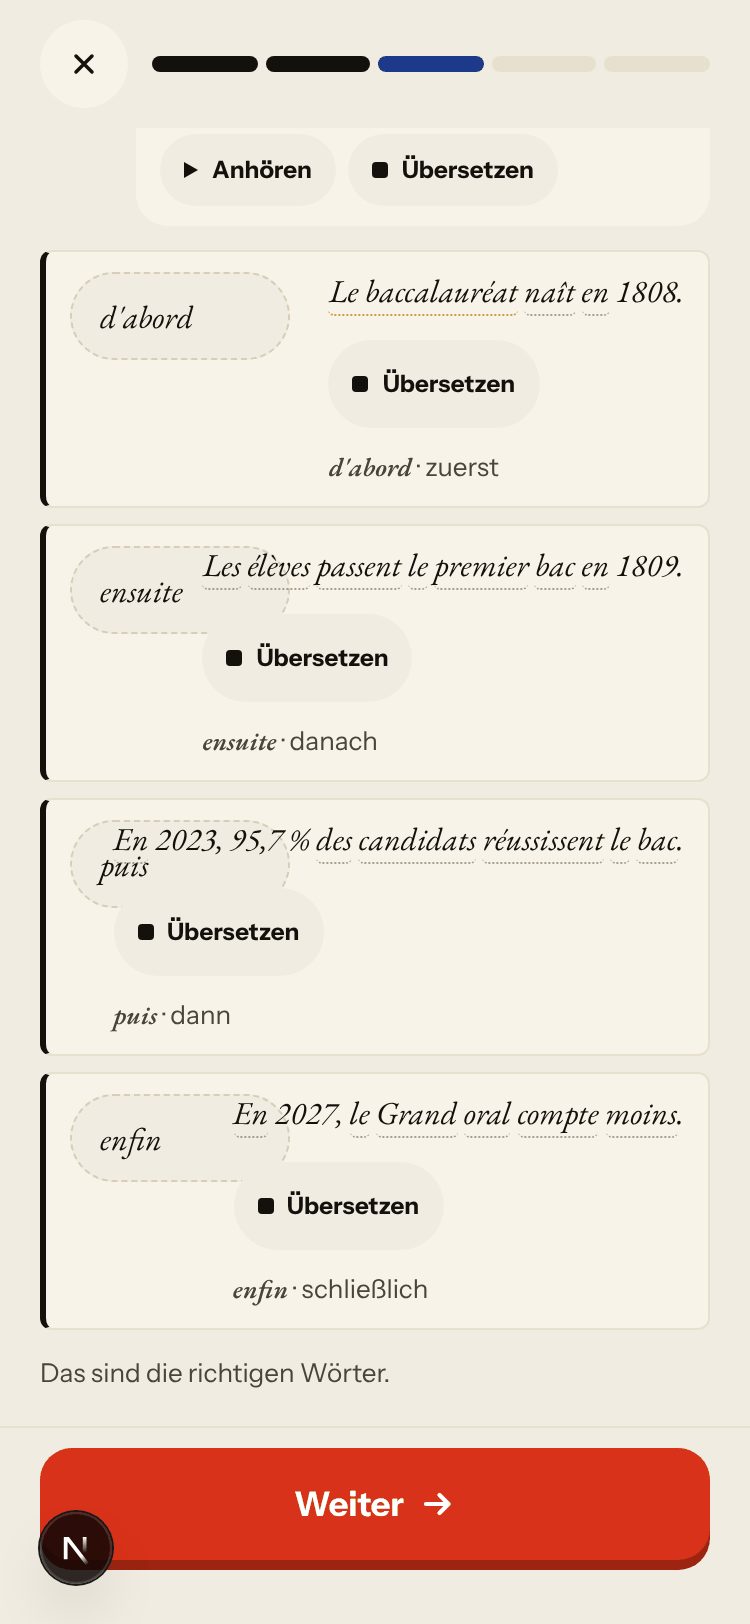 Anhören
Übersetzen
d'abord
Le baccalauréat naît en 1808.
Übersetzen
d'abord · zuerst
ensuite
Les élèves passent le premier bac en 1809.
Übersetzen
ensuite · danach
puis
En 2023, 95,7 % des candidats réussissent le bac.
Übersetzen
puis · dann
enfin
En 2027, le Grand oral compte moins.
Übersetzen
enfin · schließlich
Das sind die richtigen Wörter.
Weiter →
N